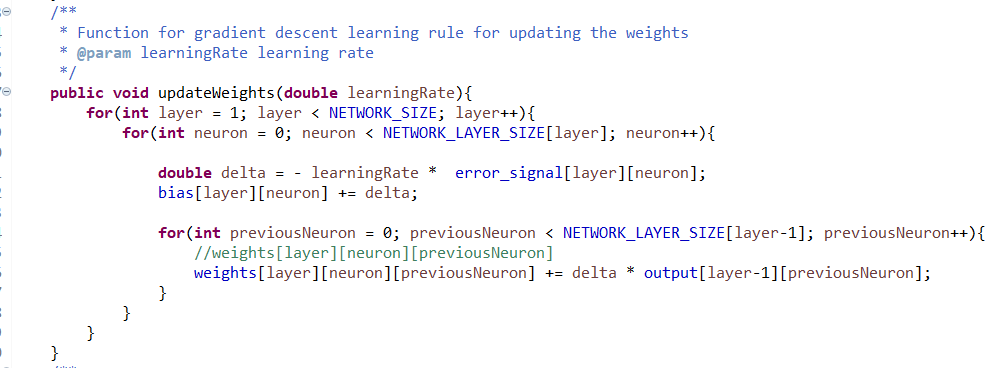 /**
 * Function for gradient descent learning rule for updating the weights
 * @param learningRate learning rate
 */
public void updateWeights(double learningRate){
    for(int layer = 1; layer < NETWORK_SIZE; layer++){
        for(int neuron = 0; neuron < NETWORK_LAYER_SIZE[layer]; neuron++){

            double delta = - learningRate *  error_signal[layer][neuron];
            bias[layer][neuron] += delta;

            for(int previousNeuron = 0; previousNeuron < NETWORK_LAYER_SIZE[layer-1]; previousNeuron++){
                //weights[layer][neuron][previousNeuron]
                weights[layer][neuron][previousNeuron] += delta * output[layer-1][previousNeuron];
            }
        }
    }
}